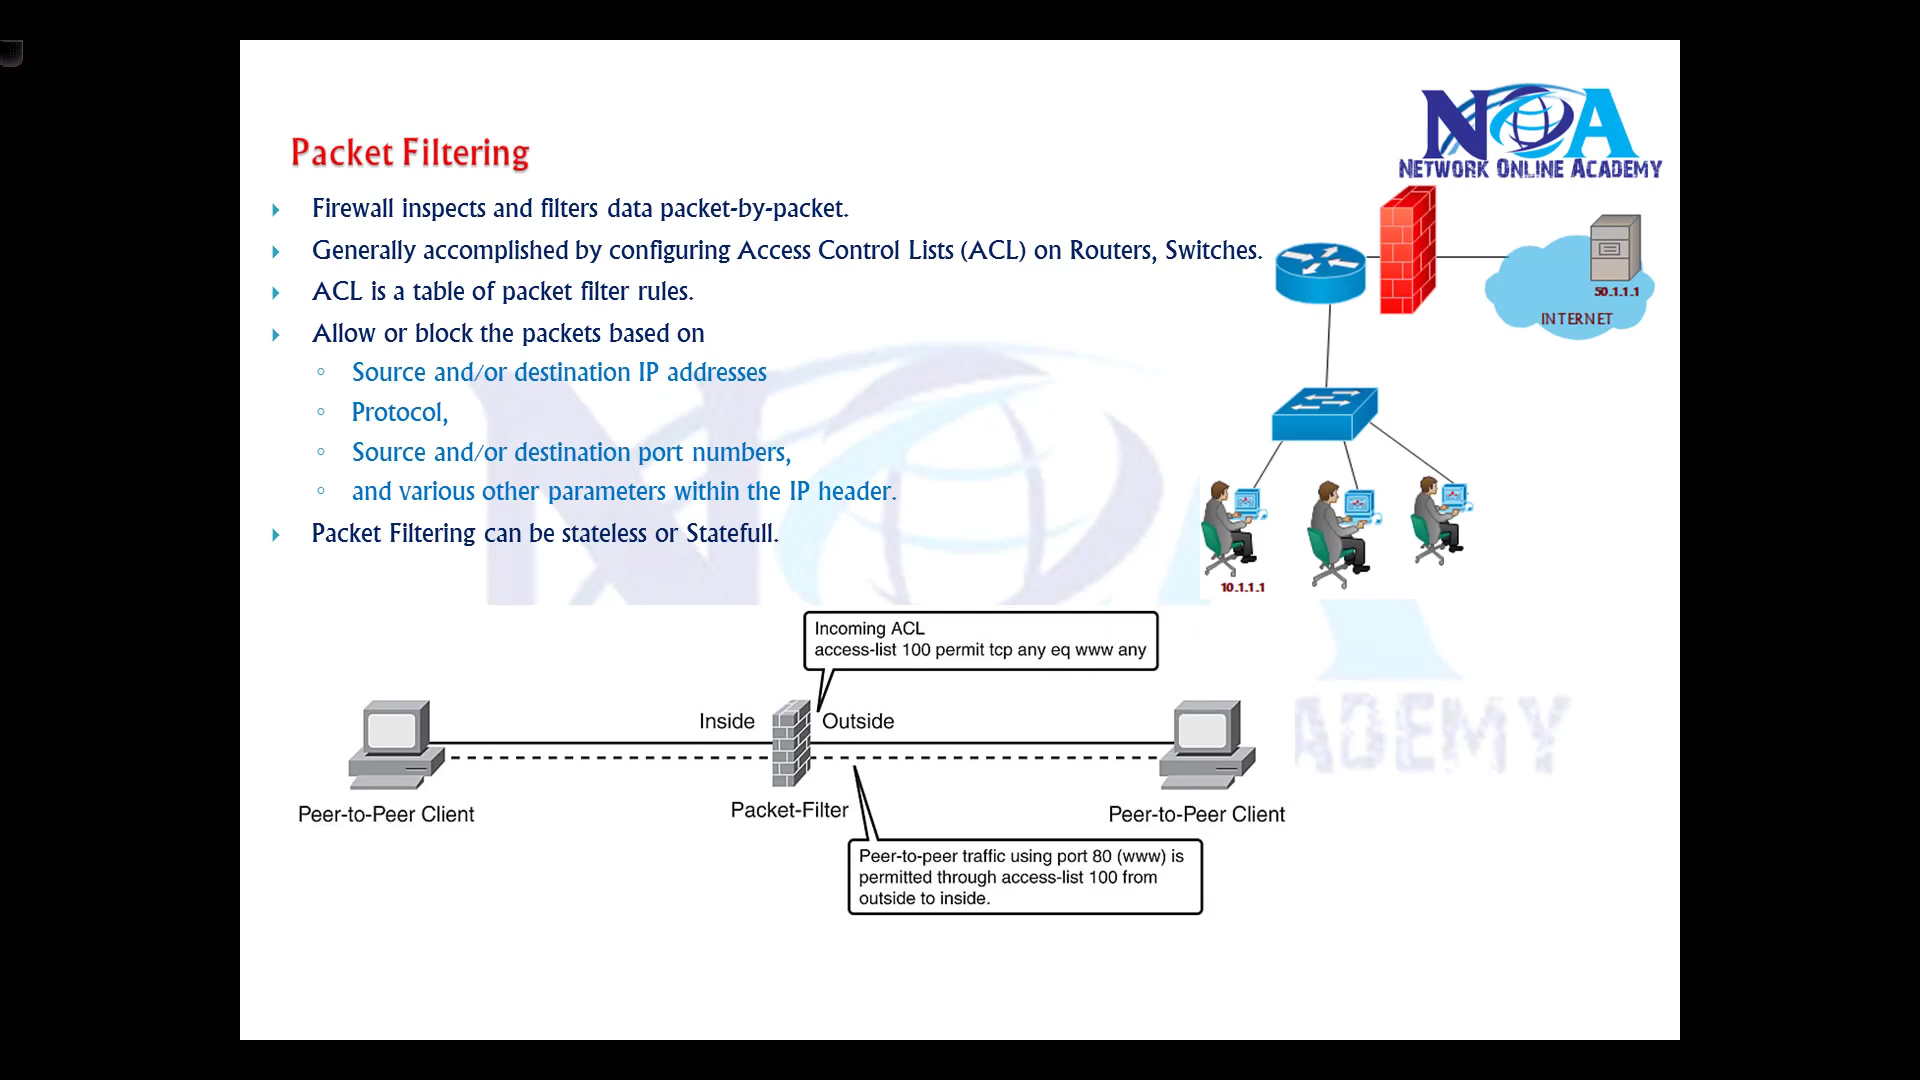 NOA
NETWORK ONLINE ACADEMY
Packet Filtering
Firewall inspects and filters data packet-by-packet.
Generally accomplished by configuring Access Control Lists (ACL) on Routers, Switches.
ACL is a table of packet filter rules.
Allow or block the packets based on
Source and/or destination IP addresses
Protocol,
Source and/or destination port numbers,
and various other parameters within the IP header.
Packet Filtering can be stateless or Statefull.
50.1.1.1
INTERNET
10.1.1.1
Incoming ACL
access-list 100 permit tcp any eq www any
Inside
Outside
Peer-to-Peer Client
Packet-Filter
Peer-to-Peer Client
Peer-to-peer traffic using port 80 (www) is
permitted through access-list 100 from
outside to inside.
ADEMY